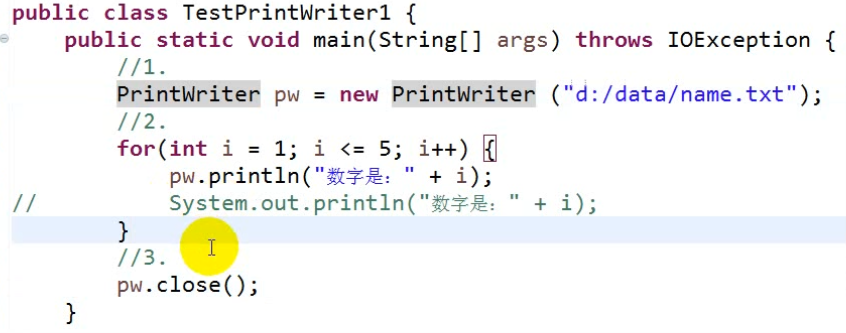 public class TestPrintWriter1 {
    public static void main(String[] args) throws IOException {
        //1.
        PrintWriter pw = new PrintWriter ("d:/data/name.txt");
        //2.
        for(int i = 1; i <= 5; i++) {
            pw.println("数字是：" + i);
//          System.out.println("数字是：" + i);
        }
        //3.
        pw.close();
    }